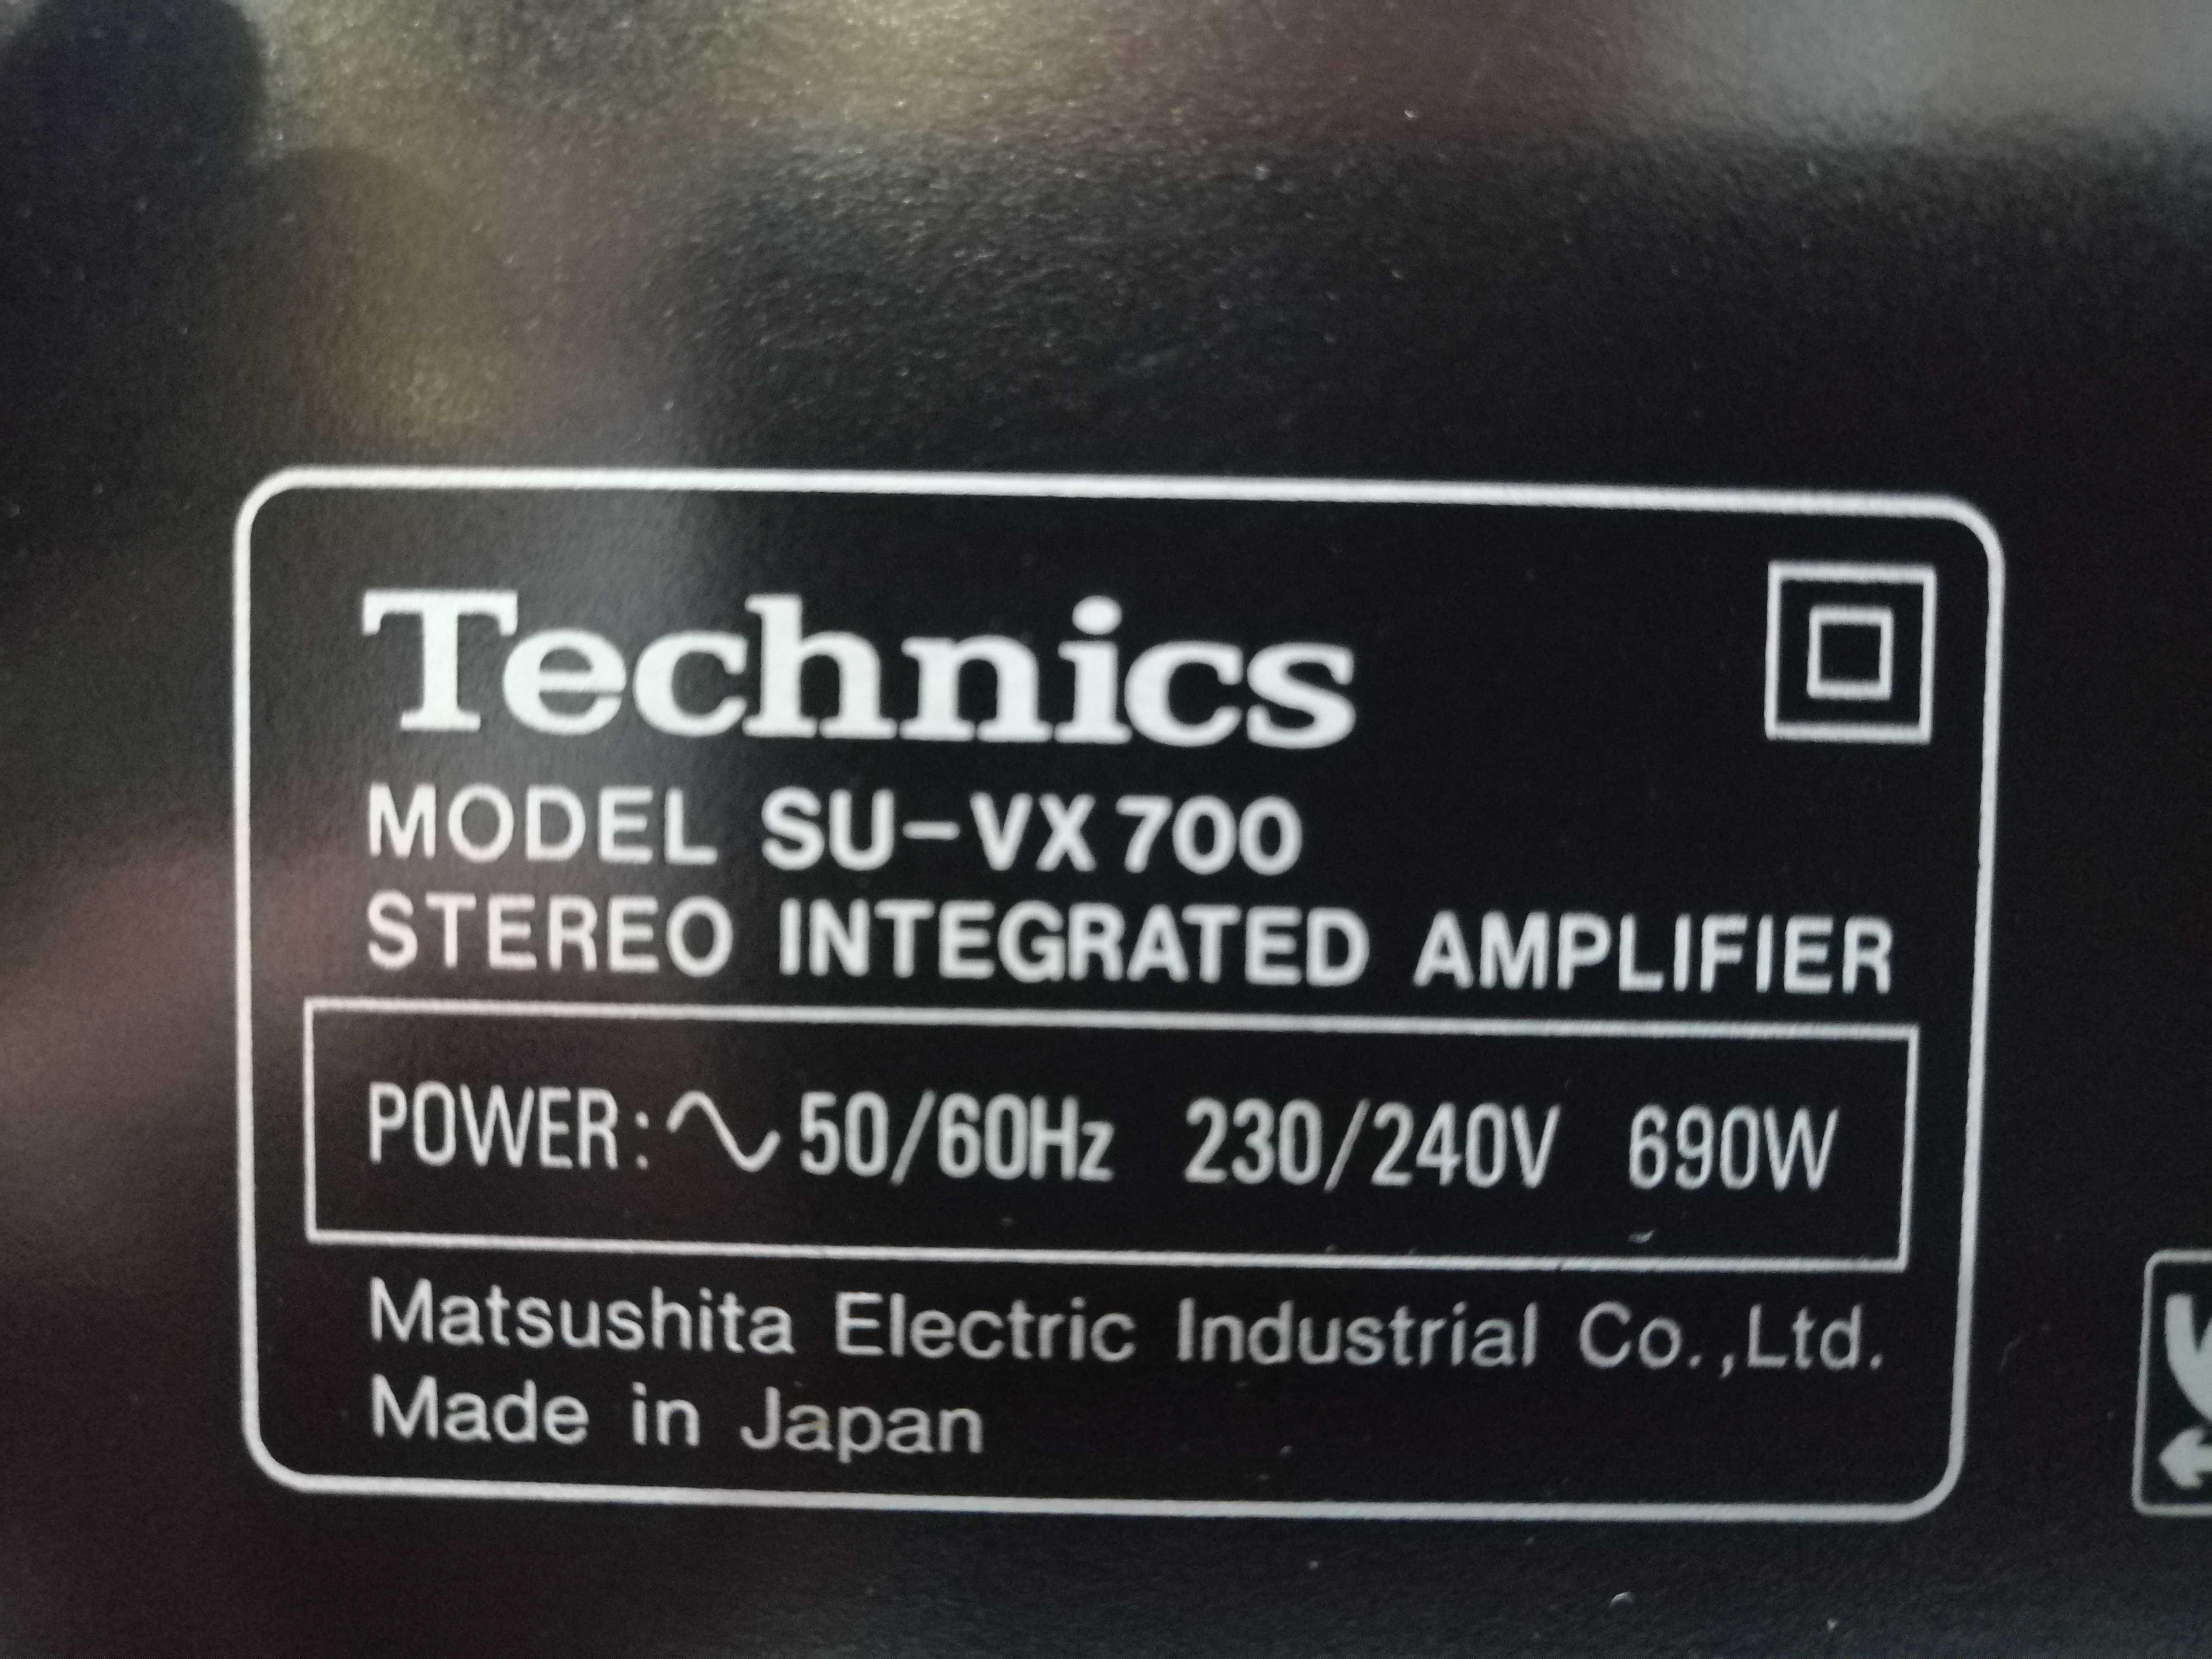 Technics
MODEL SU-VX700
STEREO INTEGRATED AMPLIFIER
POWER: ∿ 50/60Hz 230/240V 690W
Matsushita Electric Industrial Co.,Ltd.
Made in Japan